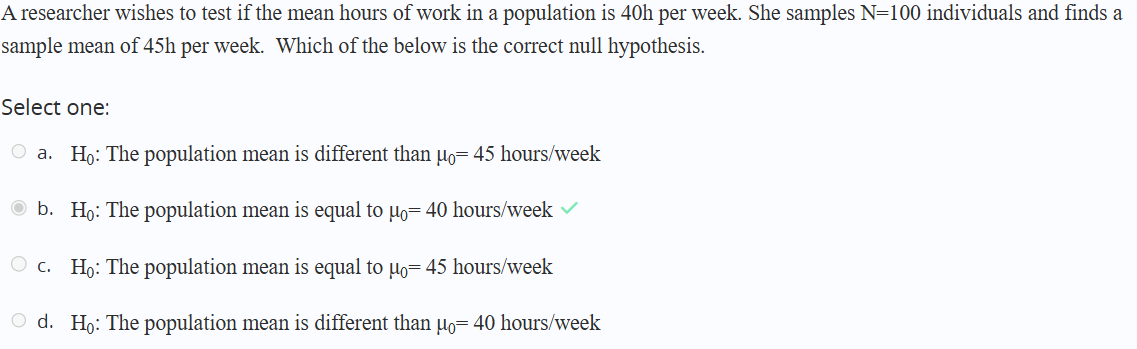 A researcher wishes to test if the mean hours of work in a population is 40h per week. She samples N=100 individuals and finds a
sample mean of 45h per week.  Which of the below is the correct null hypothesis.
Select one:
a. H₀: The population mean is different than μ₀= 45 hours/week
b. H₀: The population mean is equal to μ₀= 40 hours/week ✓
c. H₀: The population mean is equal to μ₀= 45 hours/week
d. H₀: The population mean is different than μ₀= 40 hours/week